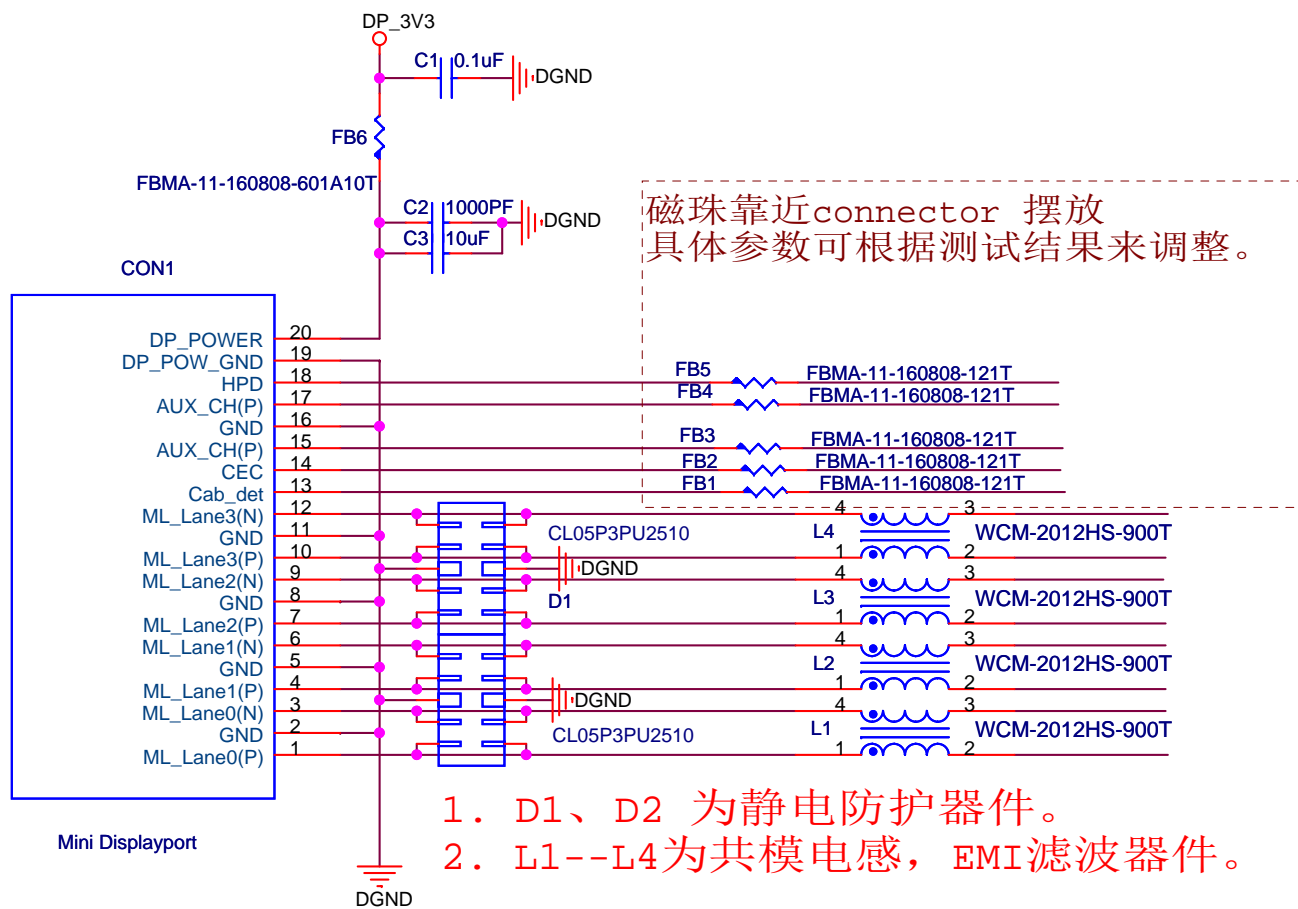 DP_3V3
C1 0.1uF
DGND
FB6
FBMA-11-160808-601A10T
C2 1000PF
DGND
C3 10uF
磁珠靠近connector 摆放
具体参数可根据测试结果来调整。
CON1
DP_POWER 20
DP_POW_GND 19
HPD 18 FB5 FBMA-11-160808-121T
AUX_CH(P) 17 FB4 FBMA-11-160808-121T
GND 16
AUX_CH(P) 15 FB3 FBMA-11-160808-121T
CEC 14 FB2 FBMA-11-160808-121T
Cab_det 13 FB1 FBMA-11-160808-121T
ML_Lane3(N) 12 4 3
GND 11 CL05P3PU2510 L4 WCM-2012HS-900T
ML_Lane3(P) 10 1 2
DGND
ML_Lane2(N) 9 4 3
GND 8 D1 L3 WCM-2012HS-900T
ML_Lane2(P) 7 1 2
ML_Lane1(N) 6 4 3
GND 5 L2 WCM-2012HS-900T
ML_Lane1(P) 4 1 2
DGND
ML_Lane0(N) 3 4 3
GND 2 CL05P3PU2510 L1 WCM-2012HS-900T
ML_Lane0(P) 1 1 2
1. D1、D2 为静电防护器件。
Mini Displayport
2. L1--L4为共模电感，EMI滤波器件。
DGND